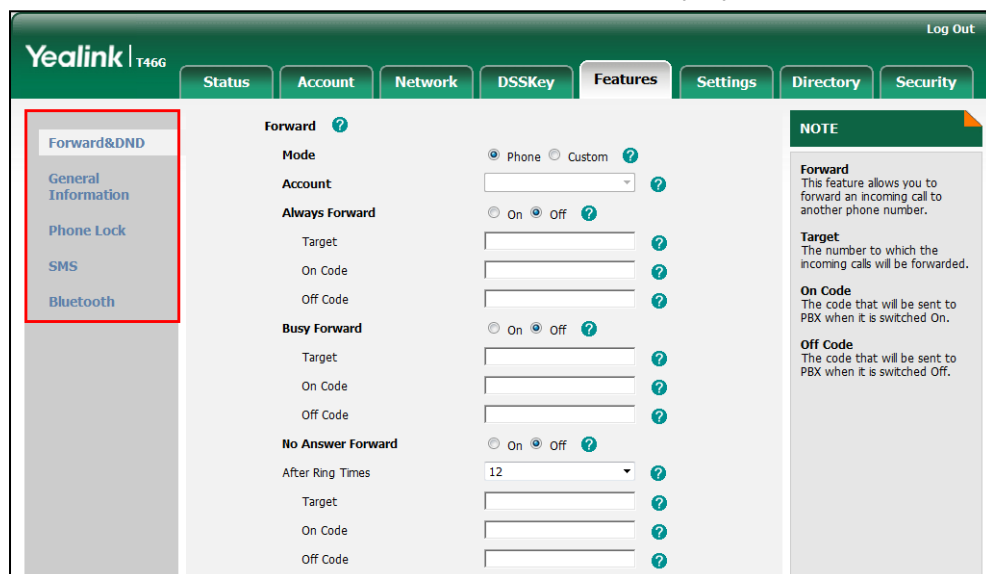 Log Out
Yealink T46G
Status Account Network DSSKey Features Settings Directory Security
Forward&DND
General
Information
Phone Lock
SMS
Bluetooth
Forward ?
Mode Phone Custom ?
Account ?
Always Forward On Off ?
Target ?
On Code ?
Off Code ?
Busy Forward On Off ?
Target ?
On Code ?
Off Code ?
No Answer Forward On Off ?
After Ring Times 12 ?
Target ?
On Code ?
Off Code ?
NOTE
Forward
This feature allows you to
forward an incoming call to
another phone number.
Target
The number to which the
incoming calls will be forwarded.
On Code
The code that will be sent to
PBX when it is switched On.
Off Code
The code that will be sent to
PBX when it is switched Off.